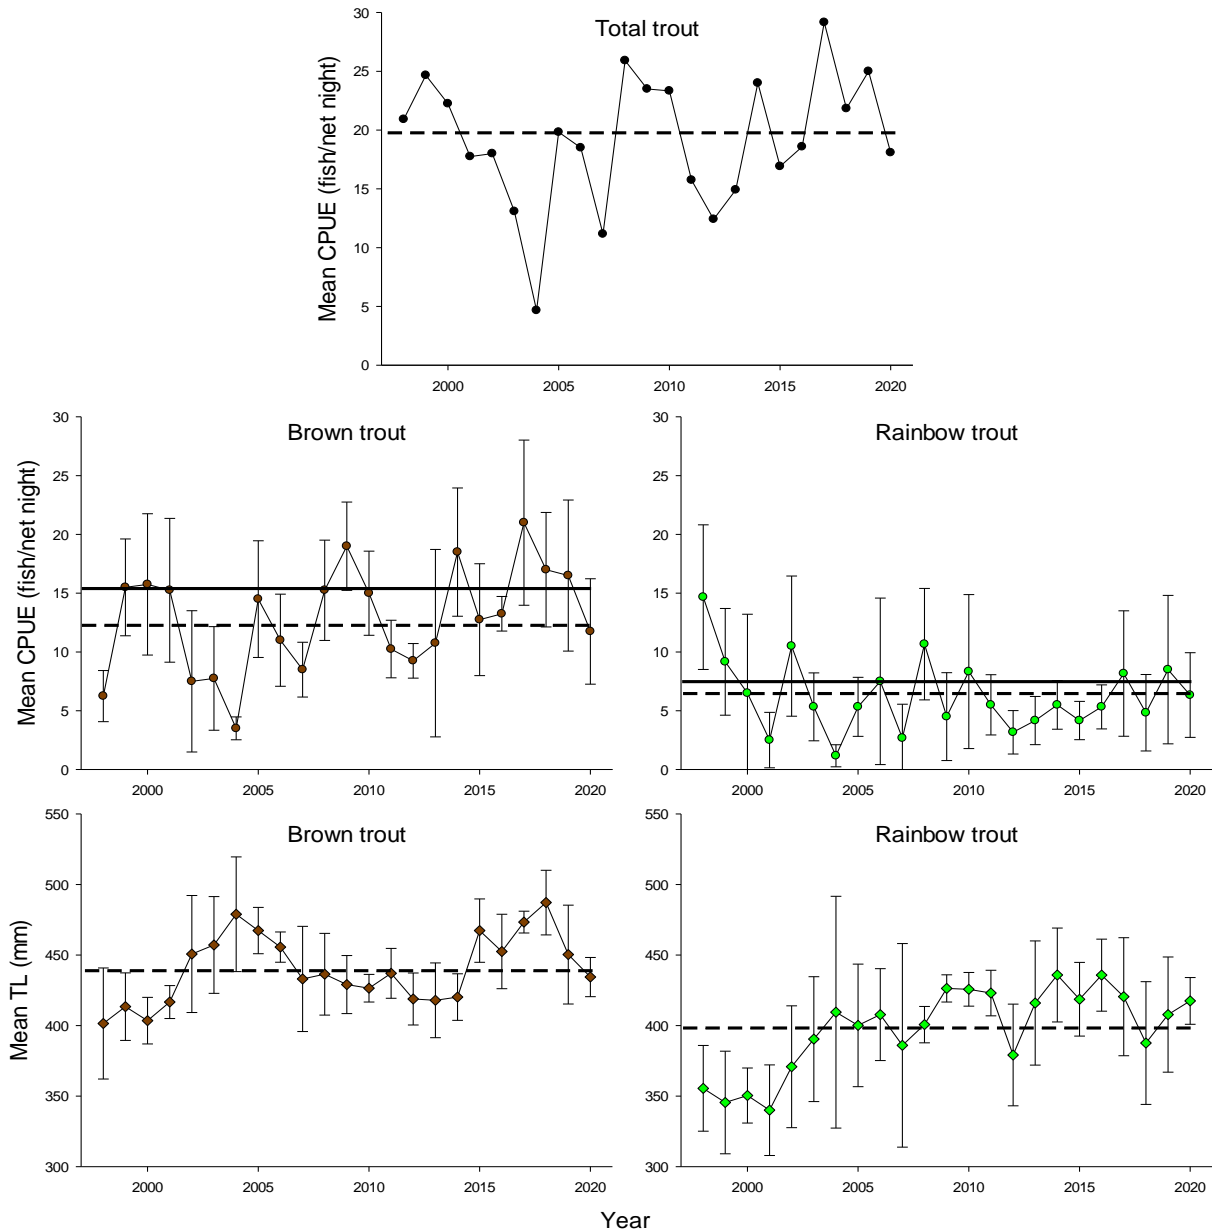 Total trout
Mean CPUE (fish/net night)
30
25
20
15
10
5
0
2000 2005 2010 2015 2020
Brown trout
Mean CPUE (fish/net night)
30
25
20
15
10
5
0
2000 2005 2010 2015 2020
Rainbow trout
30
25
20
15
10
5
0
2000 2005 2010 2015 2020
Brown trout
Mean TL (mm)
550
500
450
400
350
300
2000 2005 2010 2015 2020
Rainbow trout
550
500
450
400
350
300
2000 2005 2010 2015 2020
Year